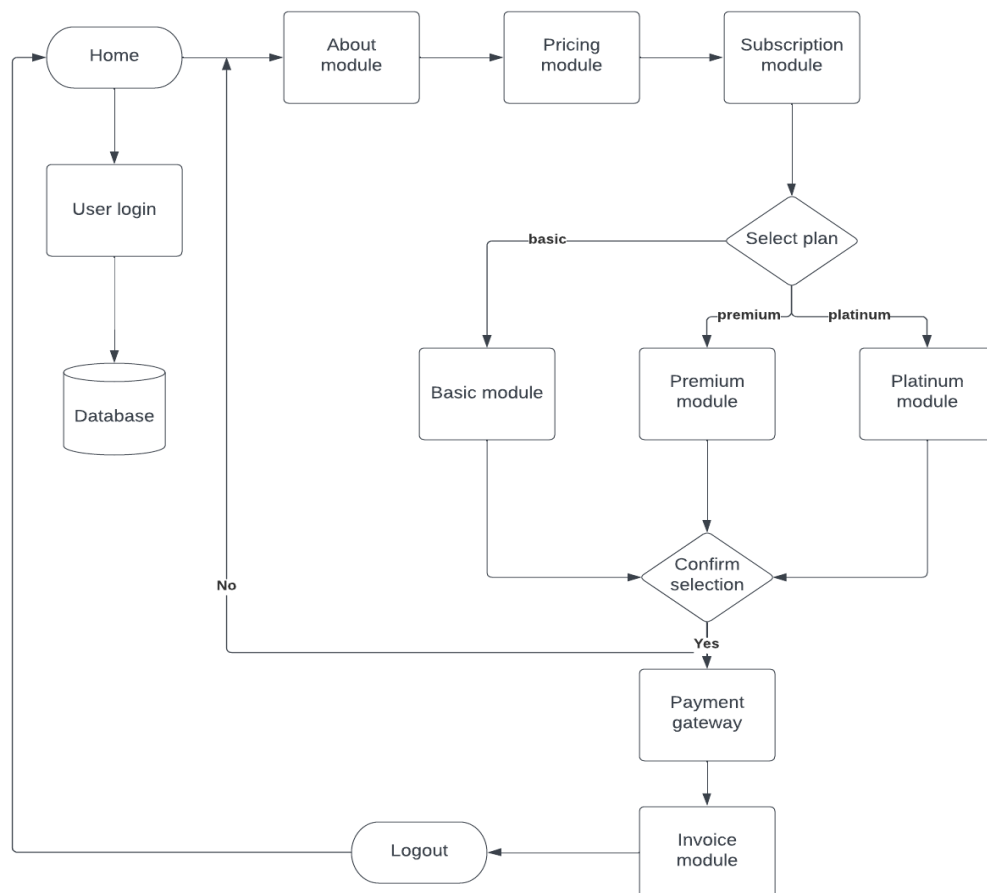 Home
About
module
Pricing
module
Subscription
module
User login
Select plan
basic
premium
platinum
Database
Basic module
Premium
module
Platinum
module
Confirm
selection
No
Yes
Payment
gateway
Logout
Invoice
module